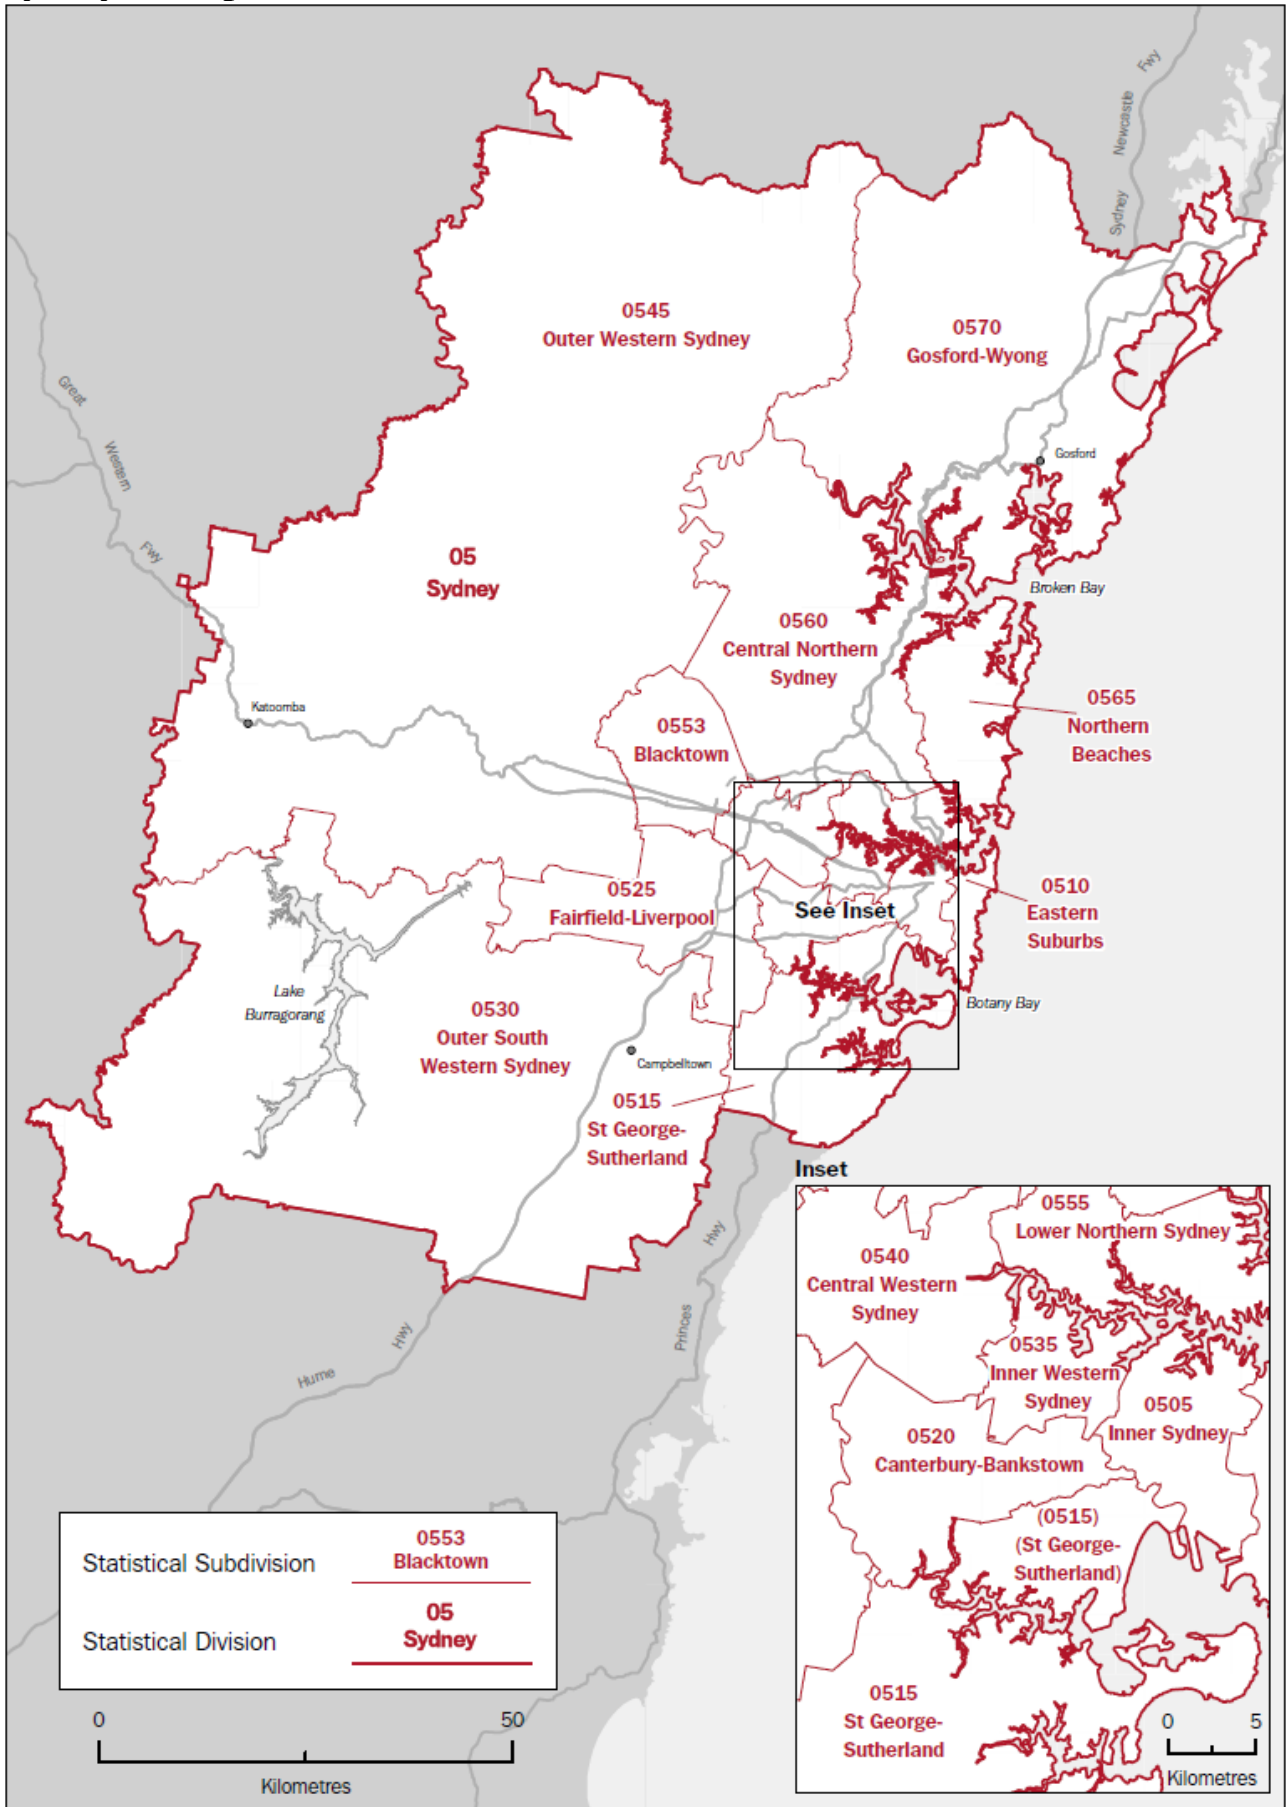 Newcastle
Fwy
Sydney
0545
Outer Western Sydney
0570
Gosford-Wyong
Great
Western
Fwy
Gosford
05
Sydney
Broken Bay
0560
Central Northern
Sydney
0565
Northern
Beaches
Katoomba
0553
Blacktown
0525
Fairfield-Liverpool
See Inset
0510
Eastern
Suburbs
Lake
Burragorang
0530
Outer South
Western Sydney
Botany Bay
Campbelltown
0515
St George-
Sutherland
Inset
0555
Lower Northern Sydney
0540
Central Western
Sydney
0535
Inner Western
Sydney
0505
Inner Sydney
0520
Canterbury-Bankstown
(0515)
(St George-
Sutherland)
0515
St George-
Sutherland
0 5
Kilometres
Hwy
Princes
Hwy
Hume
Statistical Subdivision
0553
Blacktown
Statistical Division
05
Sydney
0 50
Kilometres